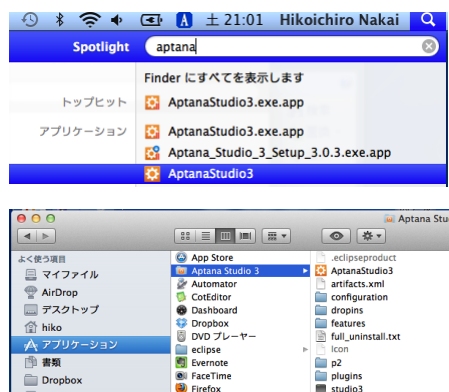 土 21:01 Hikoichiro Nakai
Spotlight aptana
Finder にすべてを表示します
トップヒット AptanaStudio3.exe.app
アプリケーション AptanaStudio3.exe.app
Aptana_Studio_3_Setup_3.0.3.exe.app
AptanaStudio3
Aptana Stu
よく使う項目
マイファイル
AirDrop
デスクトップ
hiko
アプリケーション
書類
Dropbox
App Store
Aptana Studio 3
Automator
CotEditor
Dashboard
Dropbox
DVD プレーヤー
eclipse
Evernote
FaceTime
Firefox
.eclipseproduct
AptanaStudio3
artifacts.xml
configuration
dropins
features
full_uninstall.txt
Icon
p2
plugins
studio3